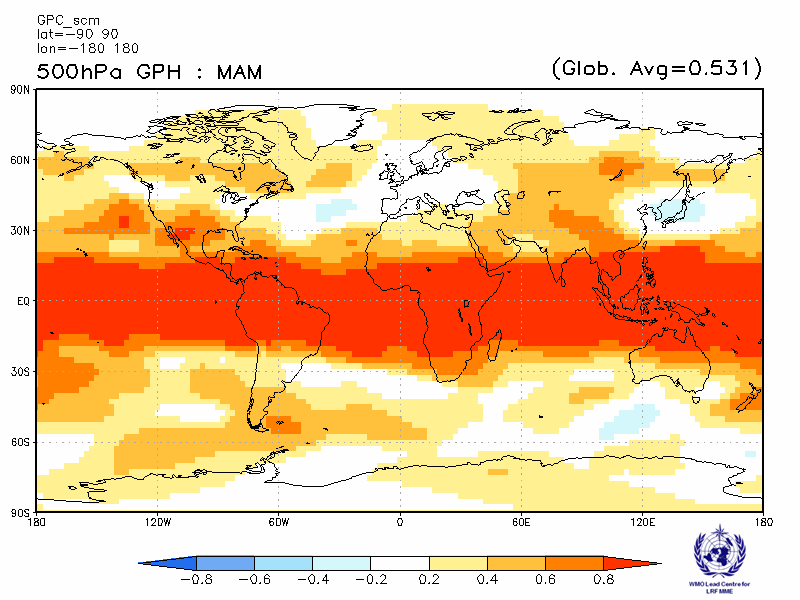 GPC_scm
lat=-90 90
lon=-180 180
500hPa GPH : MAM
(Glob. Avg=0.531)
90N
60N
30N
EQ
30S
60S
90S
180 120W 60W 0 60E 120E 180
-0.8 -0.6 -0.4 -0.2 0.2 0.4 0.6 0.8
WMO Lead Centre for
LRF MME